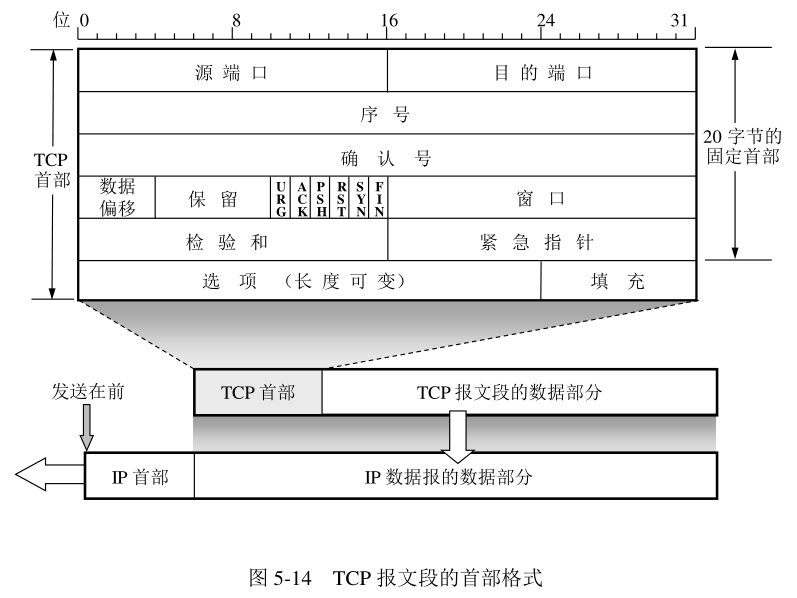 位 0 8 16 24 31
源端口 目的端口
序号
确认号
TCP
首部
20 字节的
固定首部
数据
偏移
保留
URG
ACK
PSH
RST
SYN
FIN
窗口
检验和 紧急指针
选项 （长度可变） 填充
TCP 首部 TCP 报文段的数据部分
发送在前
IP 首部 IP 数据报的数据部分
图 5-14 TCP 报文段的首部格式